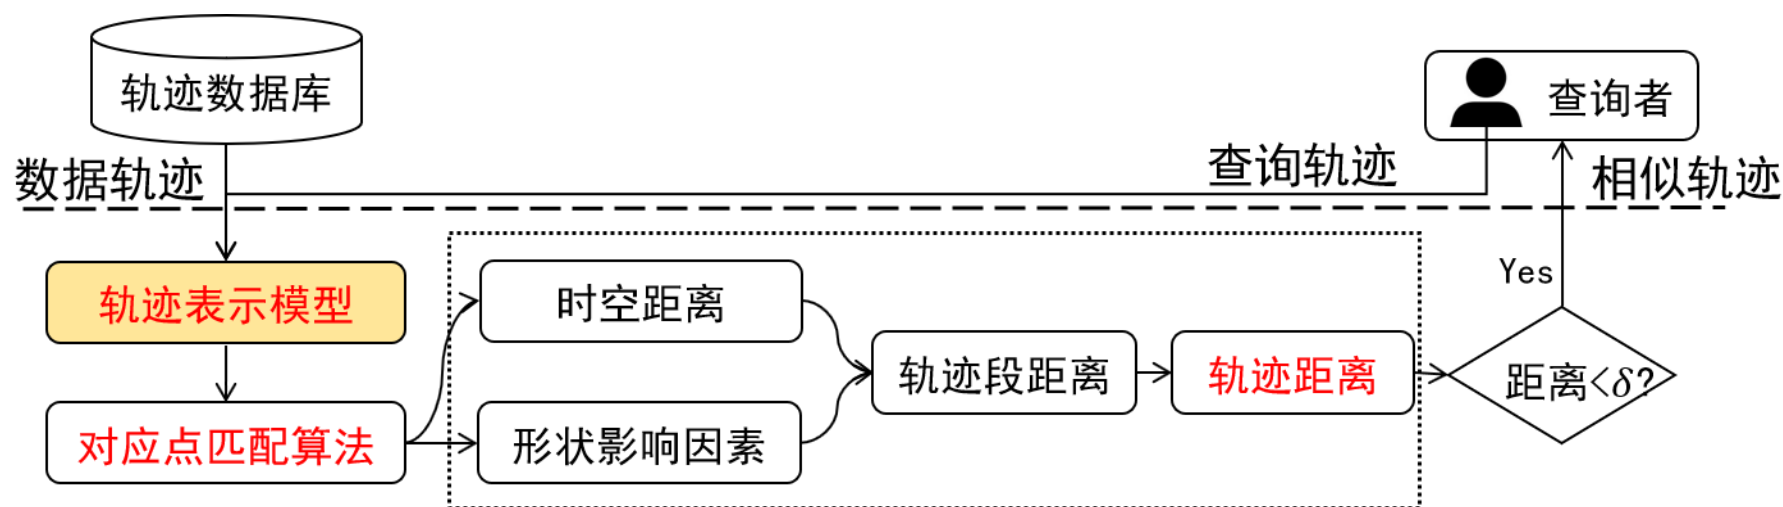 轨迹数据库
查询者
数据轨迹
查询轨迹
相似轨迹
轨迹表示模型
时空距离
Yes
轨迹段距离
轨迹距离
距离<δ?
对应点匹配算法
形状影响因素